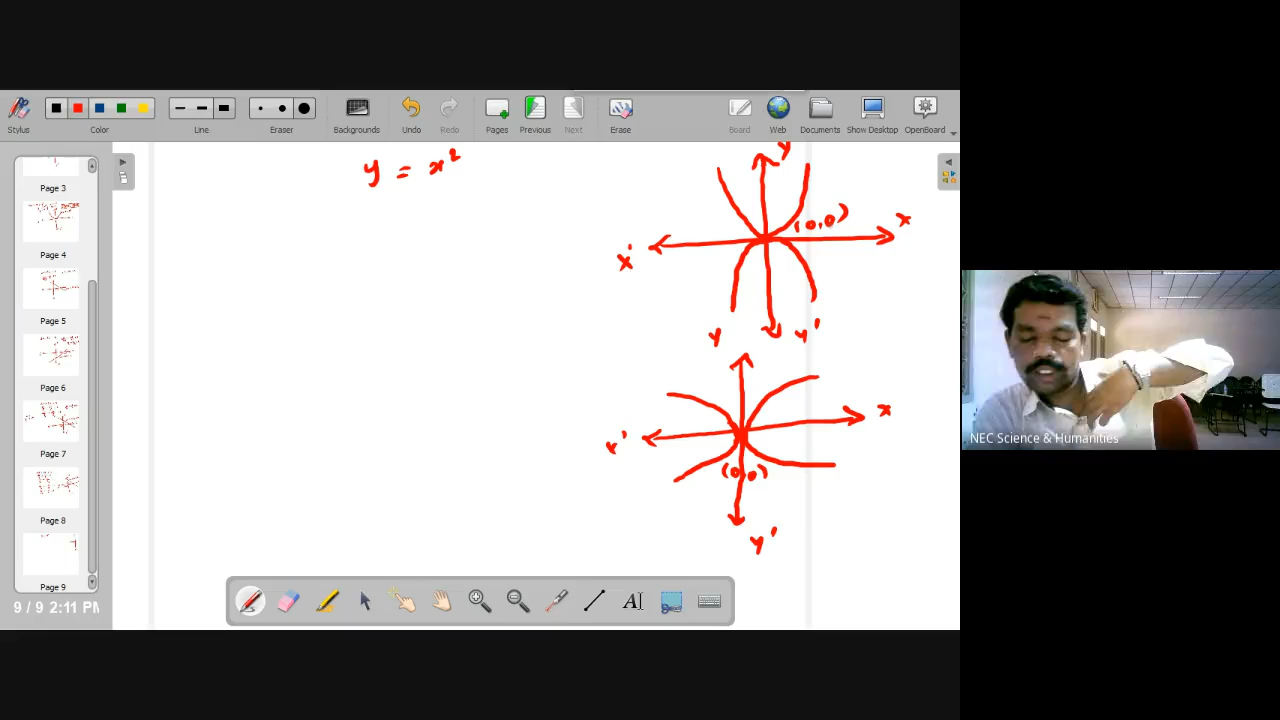 Stylus
Color
Line
Eraser
Backgrounds
Undo
Redo
Pages
Previous
Next
Erase
Board
Web
Documents
Show Desktop
OpenBoard
Page 3
Page 4
Page 5
Page 6
Page 7
Page 8
Page 9
9 / 9 2:11 PM
y = x²
y
(0,0)
x
x'
y'
y
x
x'
(0,0)
y'
NEC Science & Humanities